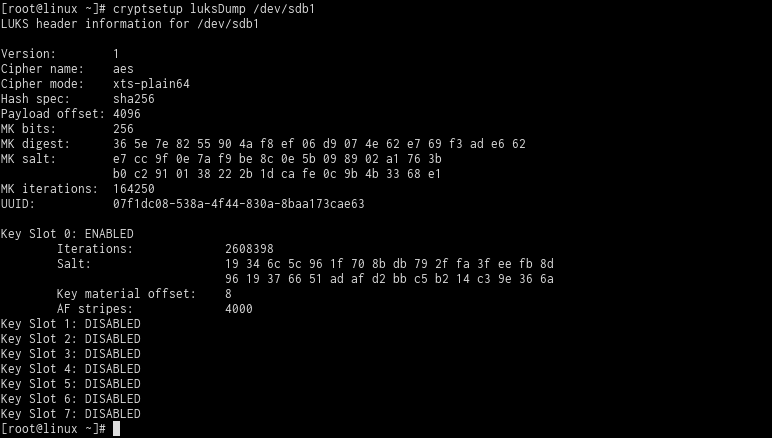 [root@linux ~]# cryptsetup luksDump /dev/sdb1
LUKS header information for /dev/sdb1

Version:       1
Cipher name:   aes
Cipher mode:   xts-plain64
Hash spec:     sha256
Payload offset: 4096
MK bits:       256
MK digest:     36 5e 7e 82 55 90 4a f8 ef 06 d9 07 4e 62 e7 69 f3 ad e6 62
MK salt:       e7 cc 9f 0e 7a f9 be 8c 0e 5b 09 89 02 a1 76 3b
               b0 c2 91 01 38 22 2b 1d ca fe 0c 9b 4b 33 68 e1
MK iterations: 164250
UUID:          07f1dc08-538a-4f44-830a-8baa173cae63

Key Slot 0: ENABLED
        Iterations:             2608398
        Salt:                   19 34 6c 5c 96 1f 70 8b db 79 2f fa 3f ee fb 8d
                                96 19 37 66 51 ad af d2 bb c5 b2 14 c3 9e 36 6a
        Key material offset:    8
        AF stripes:             4000
Key Slot 1: DISABLED
Key Slot 2: DISABLED
Key Slot 3: DISABLED
Key Slot 4: DISABLED
Key Slot 5: DISABLED
Key Slot 6: DISABLED
Key Slot 7: DISABLED
[root@linux ~]#